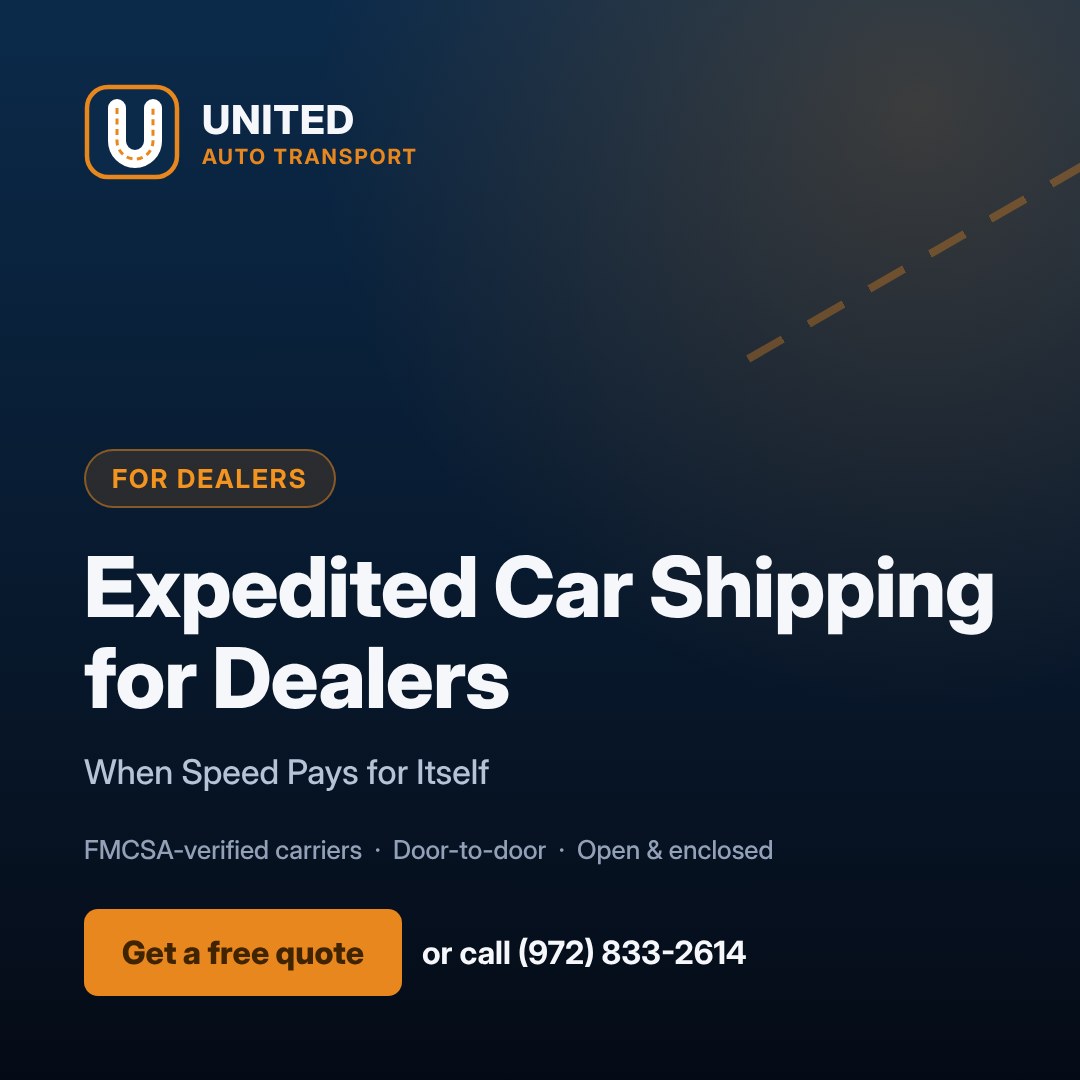 UNITED
AUTO TRANSPORT
FOR DEALERS
Expedited Car Shipping
for Dealers
When Speed Pays for Itself
FMCSA-verified carriers · Door-to-door · Open & enclosed
Get a free quote or call (972) 833-2614